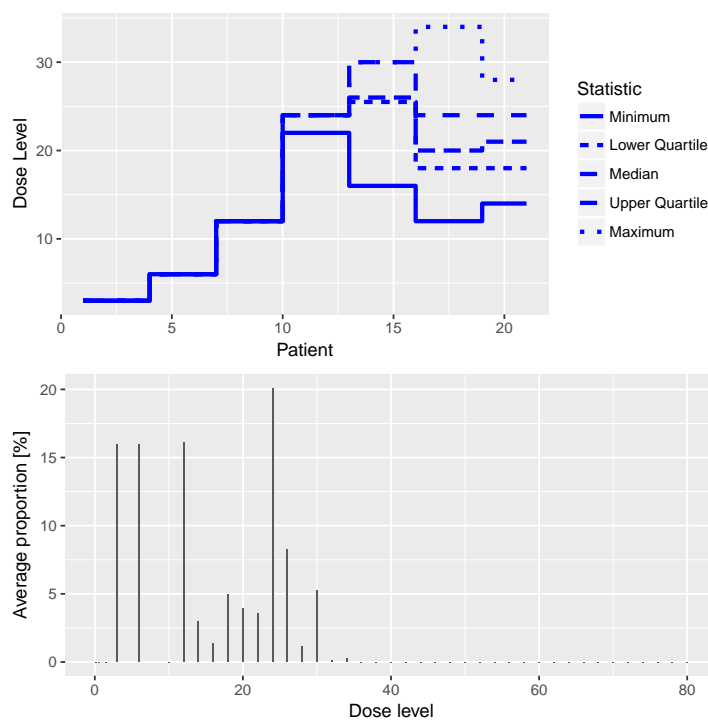 30
20
10
Dose Level
0
5
10
15
20
Patient
Statistic
Minimum
Lower Quartile
Median
Upper Quartile
Maximum
20
15
10
5
0
Average proportion [%]
0
20
40
60
80
Dose level